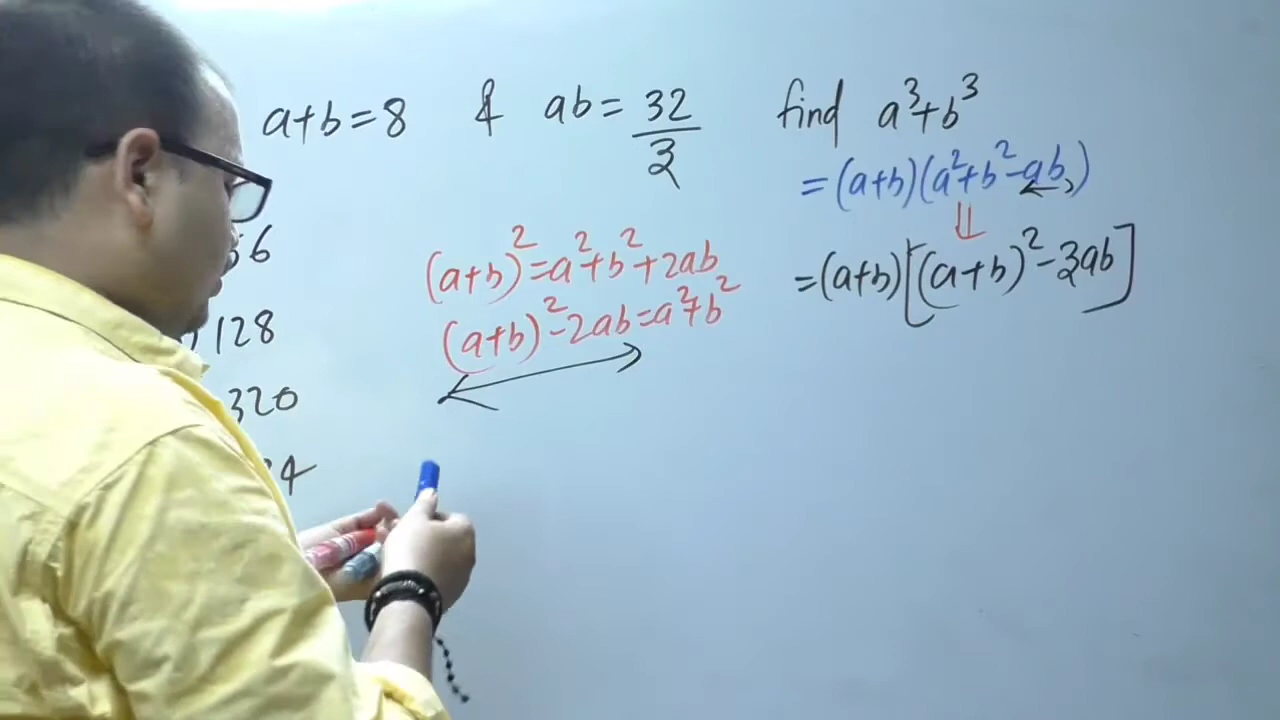 a+b=8 & ab=32/3 find a³+b³
=(a+b)(a²+b²-ab)
=(a+b)[(a+b)²-3ab]
(a+b)²=a²+b²+2ab
(a+b)²-2ab=a²+b²
128
320